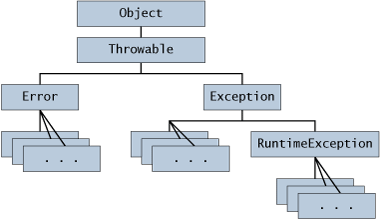 Object
Throwable
Error
Exception
RuntimeException
. . .
. . .
. . .